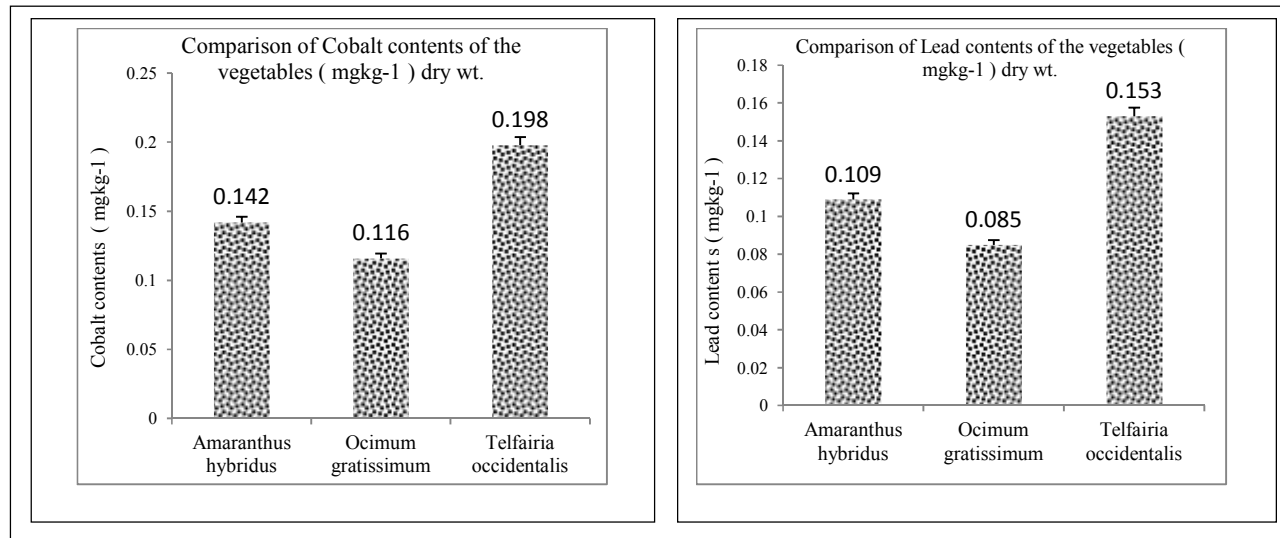 Comparison of Cobalt contents of the
vegetables ( mgkg-1 ) dry wt.
Cobalt contents ( mgkg-1 )
0.25
0.2
0.15
0.1
0.05
0
0.142
0.116
0.198
Amaranthus
hybridus
Ocimum
gratissimum
Telfairia
occidentalis
Comparison of Lead contents of the vegetables (
mgkg-1 ) dry wt.
Lead content s ( mgkg-1 )
0.18
0.16
0.14
0.12
0.1
0.08
0.06
0.04
0.02
0
0.109
0.085
0.153
Amaranthus
hybridus
Ocimum
gratissimum
Telfairia
occidentalis